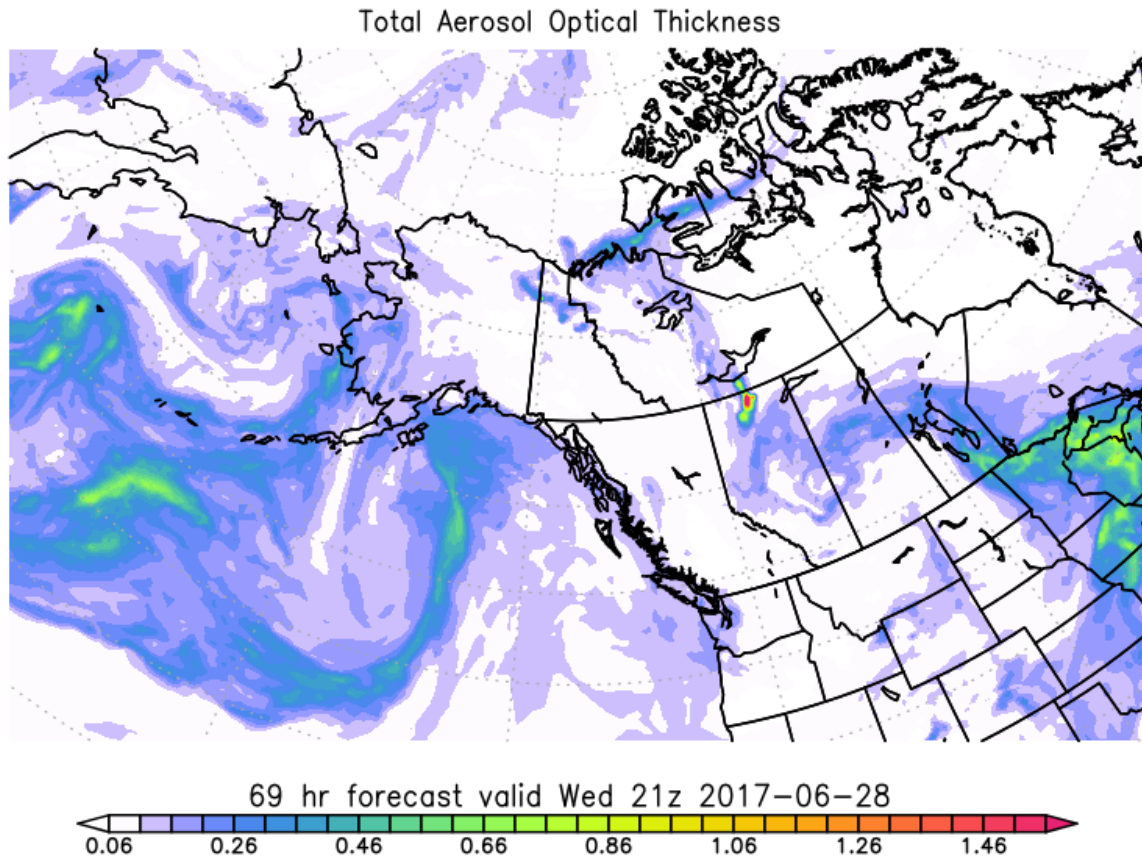 Total Aerosol Optical Thickness
69 hr forecast valid Wed 21z 2017-06-28
0.06 0.26 0.46 0.66 0.86 1.06 1.26 1.46